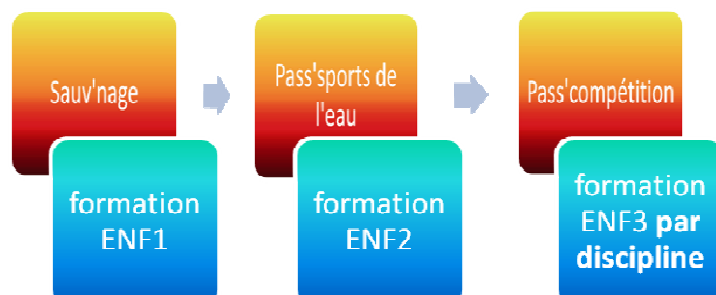 Sauv'nage
formation
ENF1
Pass'sports de
l'eau
formation
ENF2
Pass'compétition
formation
ENF3 par
discipline